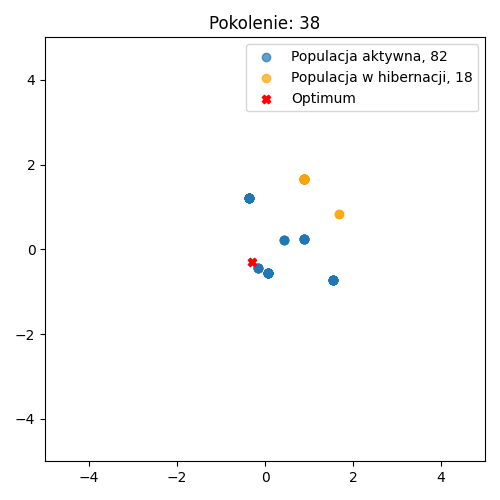 Pokolenie: 38
Populacja aktywna, 82
Populacja w hibernacji, 18
Optimum
4
2
0
−2
−4
−4
−2
0
2
4